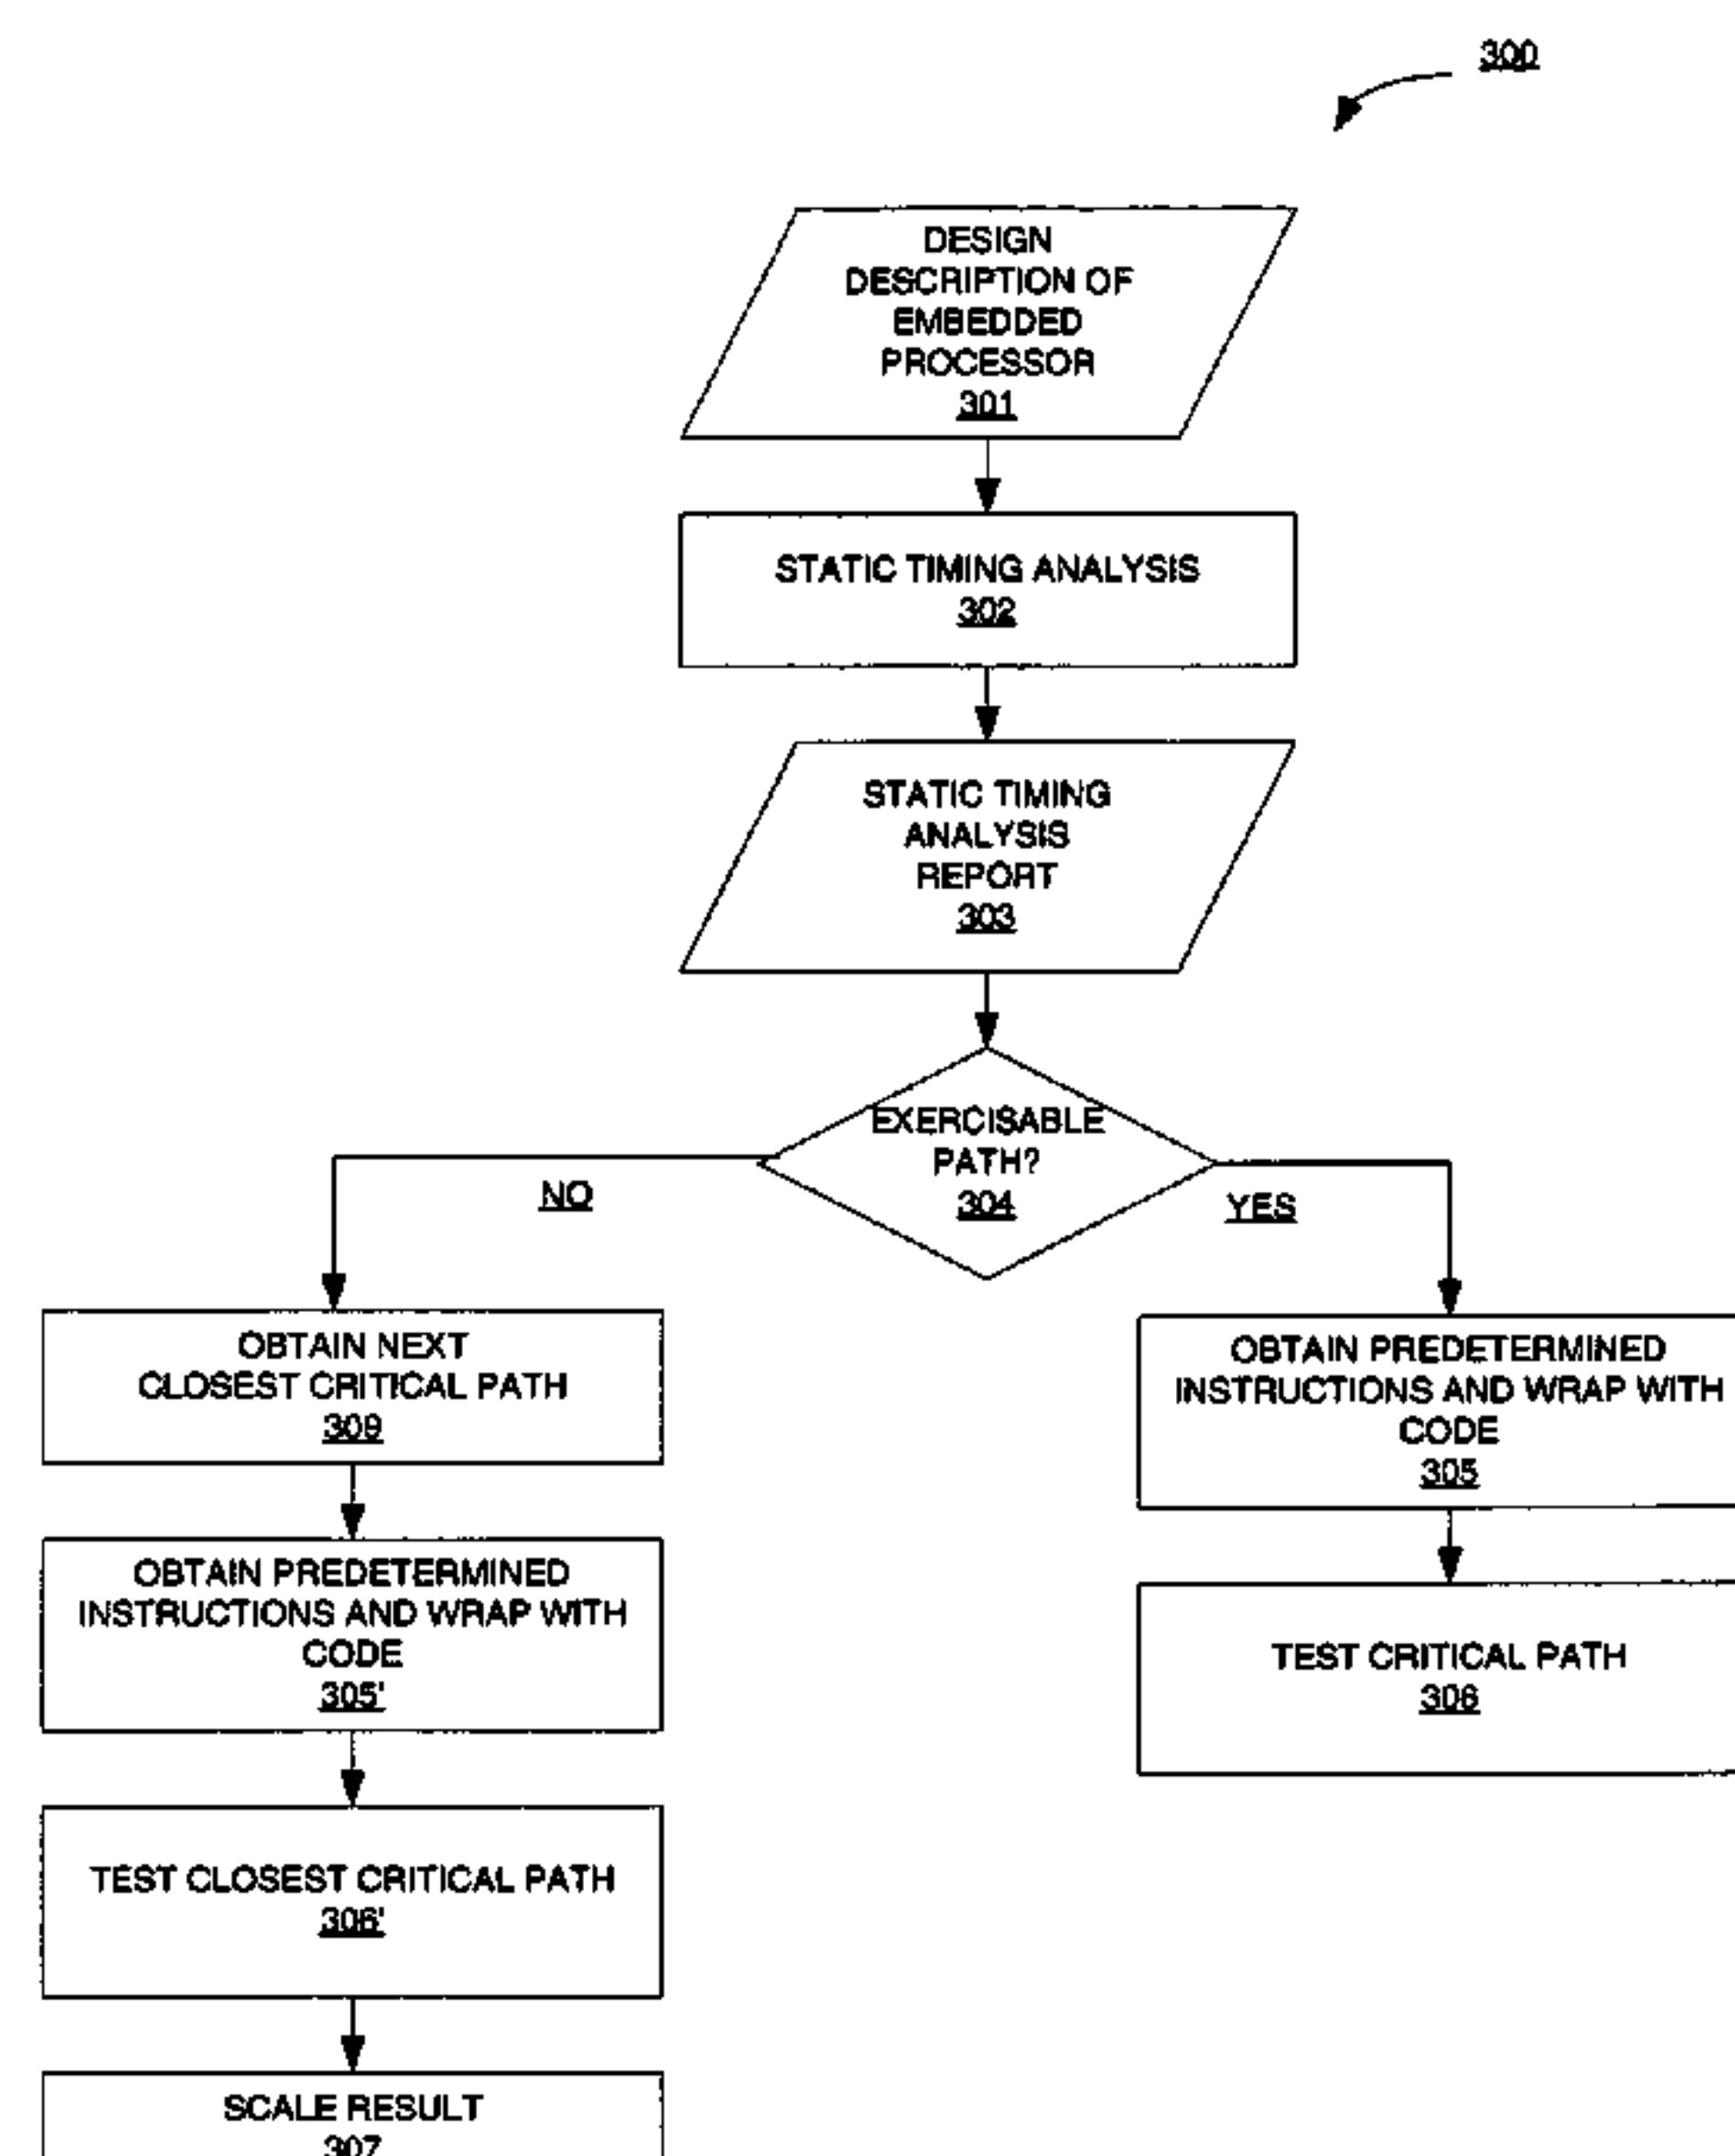 300
DESIGN
DESCRIPTION OF
EMBEDDED
PROCESSOR
301
STATIC TIMING ANALYSIS
302
STATIC TIMING
ANALYSIS
REPORT
303
EXERCISABLE
PATH?
304
NO
YES
OBTAIN NEXT
CLOSEST CRITICAL PATH
309
OBTAIN PREDETERMINED
INSTRUCTIONS AND WRAP WITH
CODE
305'
TEST CLOSEST CRITICAL PATH
306'
SCALE RESULT
307
OBTAIN PREDETERMINED
INSTRUCTIONS AND WRAP WITH
CODE
305
TEST CRITICAL PATH
306